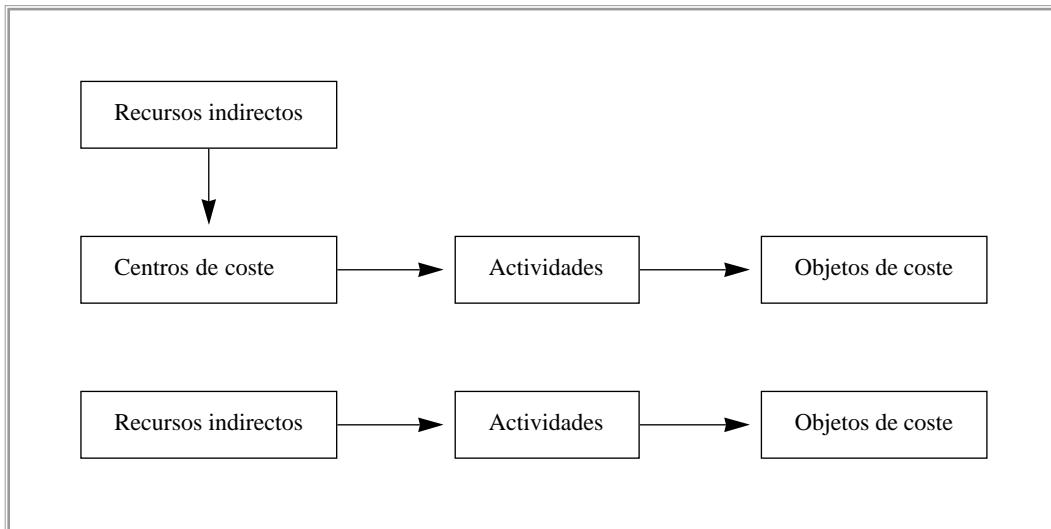 Recursos indirectos
Centros de coste
Actividades
Objetos de coste
Recursos indirectos
Actividades
Objetos de coste